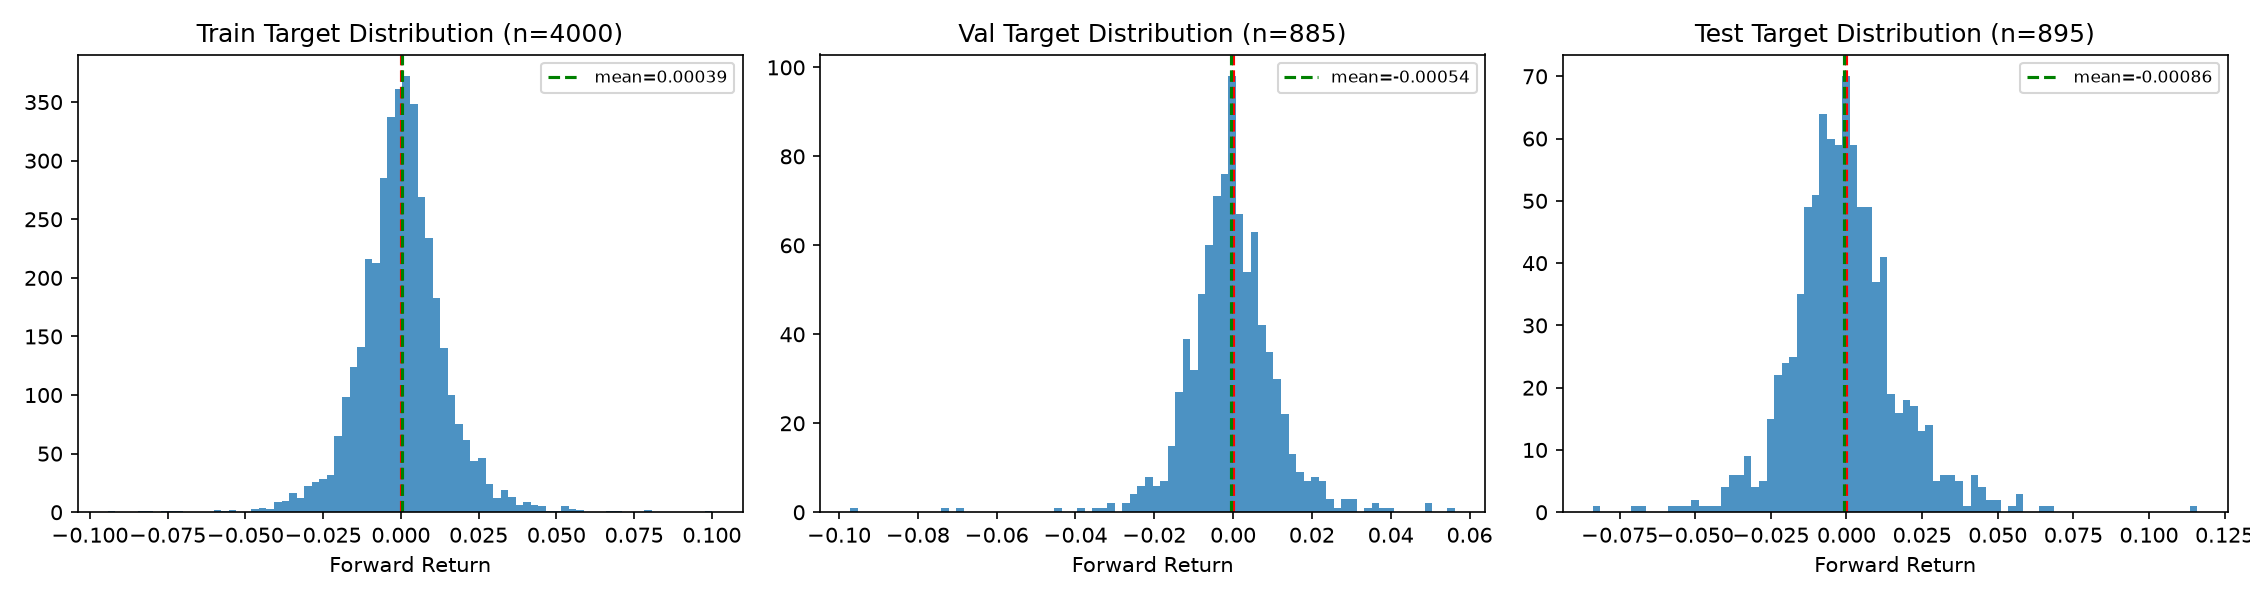 Train Target Distribution (n=4000)
mean=0.00039
350
300
250
200
150
100
50
0
−0.100 −0.075 −0.050 −0.025 0.000 0.025 0.050 0.075 0.100
Forward Return
Val Target Distribution (n=885)
mean=-0.00054
100
80
60
40
20
0
−0.10 −0.08 −0.06 −0.04 −0.02 0.00 0.02 0.04 0.06
Forward Return
Test Target Distribution (n=895)
mean=-0.00086
70
60
50
40
30
20
10
0
−0.075 −0.050 −0.025 0.000 0.025 0.050 0.075 0.100 0.125
Forward Return